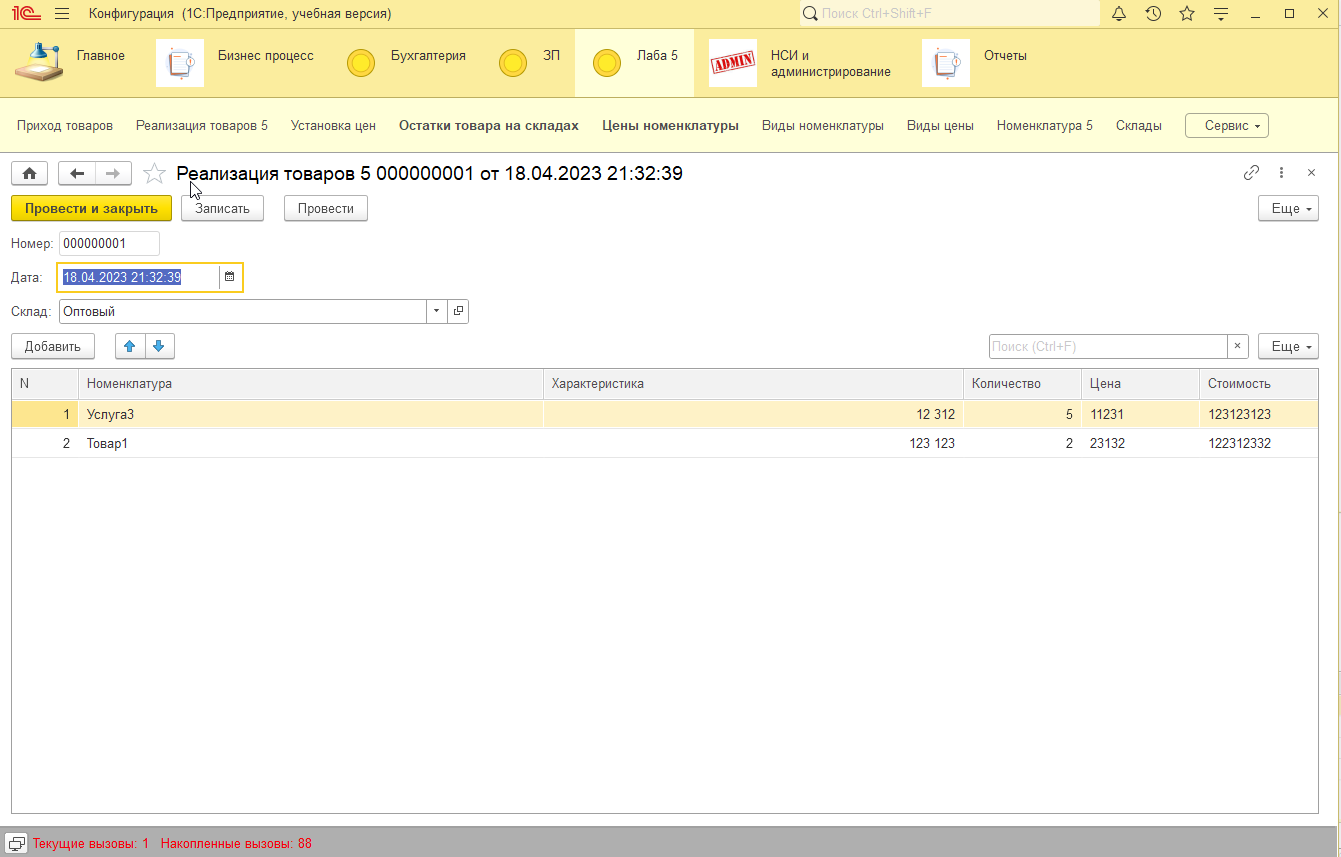 1С Конфигурация (1С:Предприятие, учебная версия) Поиск Ctrl+Shift+F
Главное Бизнес процесс Бухгалтерия ЗП Лаба 5 ADMIN НСИ и администрирование Отчеты
Приход товаров Реализация товаров 5 Установка цен Остатки товара на складах Цены номенклатуры Виды номенклатуры Виды цены Номенклатура 5 Склады Сервис
Реализация товаров 5 000000001 от 18.04.2023 21:32:39
Провести и закрыть Записать Провести Еще
Номер: 000000001
Дата: 18.04.2023 21:32:39
Склад: Оптовый
Добавить Поиск (Ctrl+F) × Еще
N Номенклатура Характеристика Количество Цена Стоимость
1 Услуга3 12 312 5 11231 123123123
2 Товар1 123 123 2 23132 122312332
Текущие вызовы: 1 Накопленные вызовы: 88